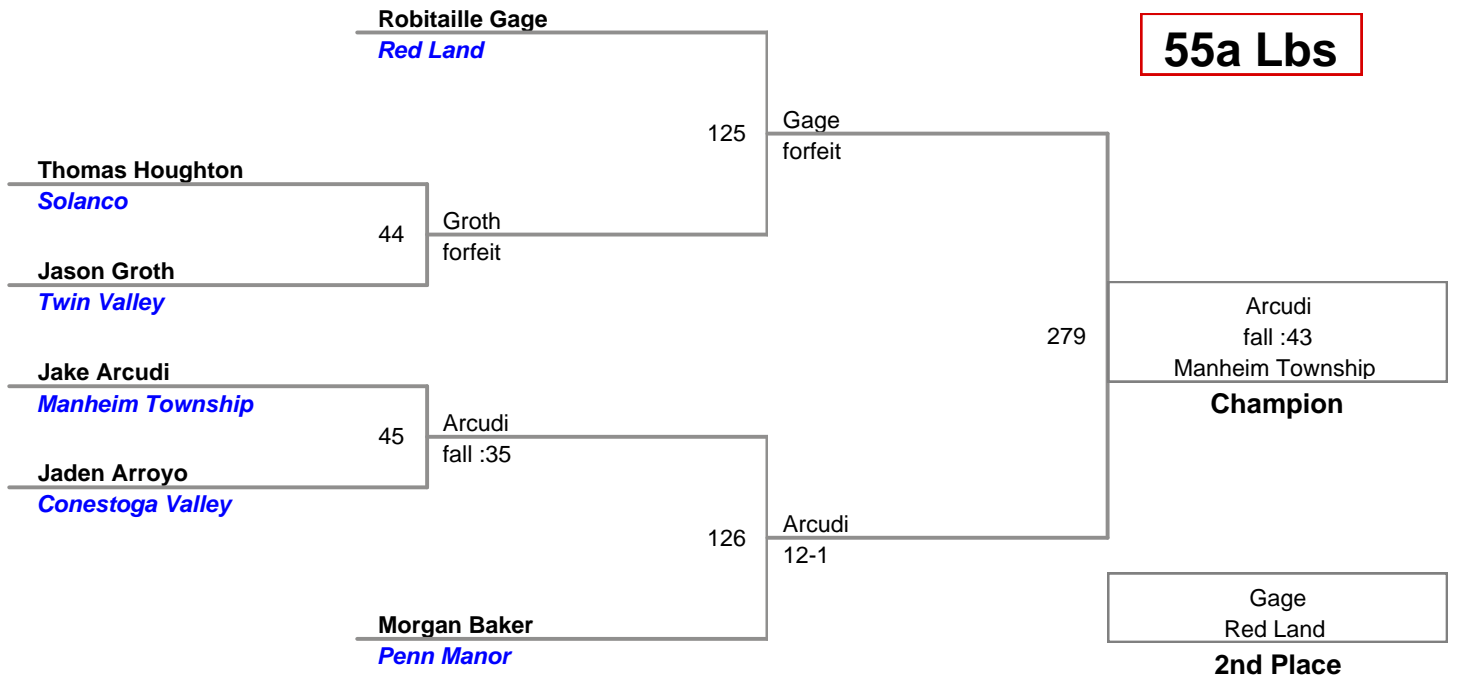 Robitaille Gage
Red Land
55a Lbs
125
Gage
forfeit
Thomas Houghton
Solanco
44
Groth
forfeit
Jason Groth
Twin Valley
279
Arcudi
fall :43
Manheim Township
Champion
Jake Arcudi
Manheim Township
45
Arcudi
fall :35
Jaden Arroyo
Conestoga Valley
126
Arcudi
12-1
Morgan Baker
Penn Manor
Gage
Red Land
2nd Place